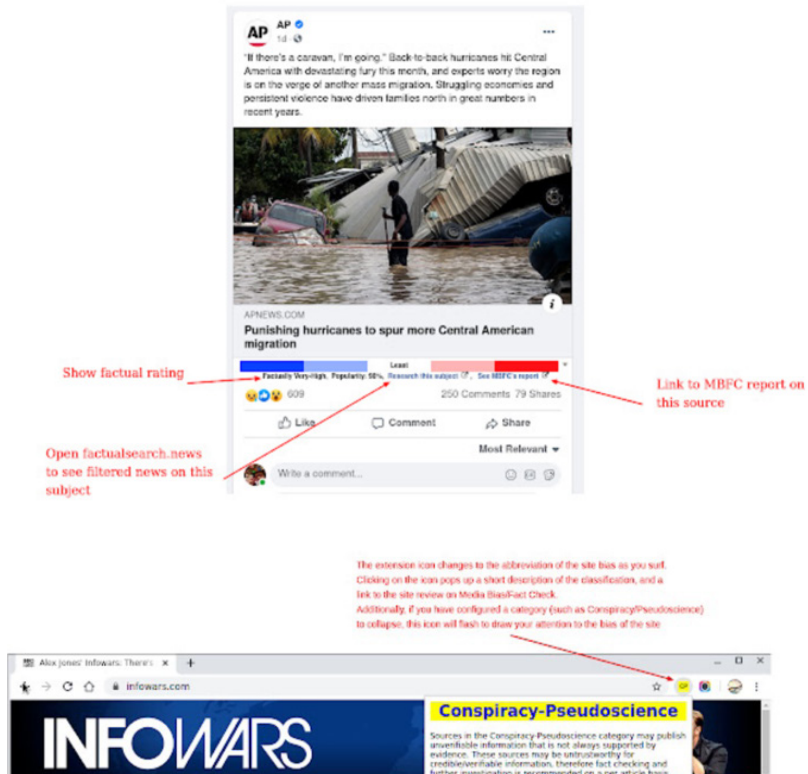 AP
AP
1d
"If there's a caravan, I'm going." Back-to-back hurricanes hit Central
America with devastating fury this month, and experts worry the region
is on the verge of another mass migration. Struggling economies and
persistent violence have driven families north in great numbers in
recent years.
APNEWS.COM
Punishing hurricanes to spur more Central American
migration
Least
Factually Very-High, Popularity: 50%, Research this subject , See MBFC's report
Show factual rating
Link to MBFC report on
this source
609
250 Comments 79 Shares
Like
Comment
Share
Most Relevant
Open factualsearch.news
to see filtered news on this
subject
Write a comment...
The extension icon changes to the abbreviation of the site bias as you surf.
Clicking on the icon pops up a short description of the classification, and a
link to the site review on Media Bias/Fact Check.
Additionally, if you have configured a category (such as Conspiracy/Pseudoscience)
to collapse, this icon will flash to draw your attention to the bias of the site
Alex Jones' Infowars: There's
infowars.com
CP
INFOWARS
Conspiracy-Pseudoscience
Sources in the Conspiracy-Pseudoscience category may publish
unverifiable information that is not always supported by
evidence. These sources may be untrustworthy for
credible/verifiable information, therefore fact checking and
further investigation is recommended on a per article basis